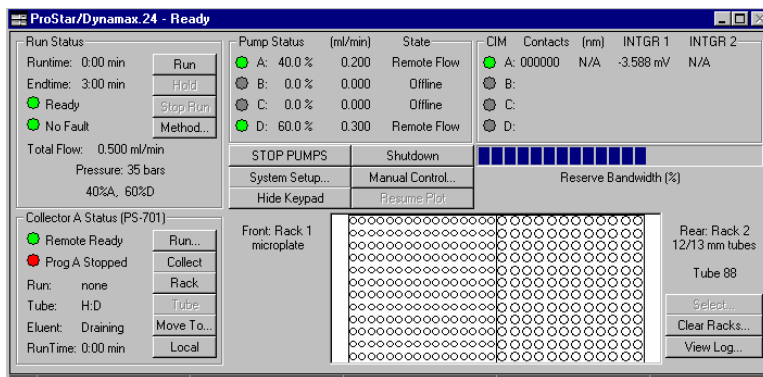 ProStar/Dynamax.24 - Ready
Run Status
Runtime: 0:00 min Run
Endtime: 3:00 min Hold
Ready Stop Run
No Fault Method...
Total Flow: 0.500 ml/min
Pressure: 35 bars
40%A, 60%D
Pump Status (ml/min) State
A: 40.0 % 0.200 Remote Flow
B: 0.0 % 0.000 Offline
C: 0.0 % 0.000 Offline
D: 60.0 % 0.300 Remote Flow
CIM Contacts (nm) INTGR 1 INTGR 2
A: 000000 N/A -3.588 mV N/A
B:
C:
D:
STOP PUMPS Shutdown
System Setup... Manual Control...
Hide Keypad Resume Plot
Reserve Bandwidth (%)
Collector A Status (PS-701)
Remote Ready Run...
Prog A Stopped Collect
Run: none Rack
Tube: H:D Tube
Eluent: Draining Move To...
RunTime: 0:00 min Local
Front: Rack 1
microplate
Rear: Rack 2
12/13 mm tubes
Tube 88
Select...
Clear Racks...
View Log...